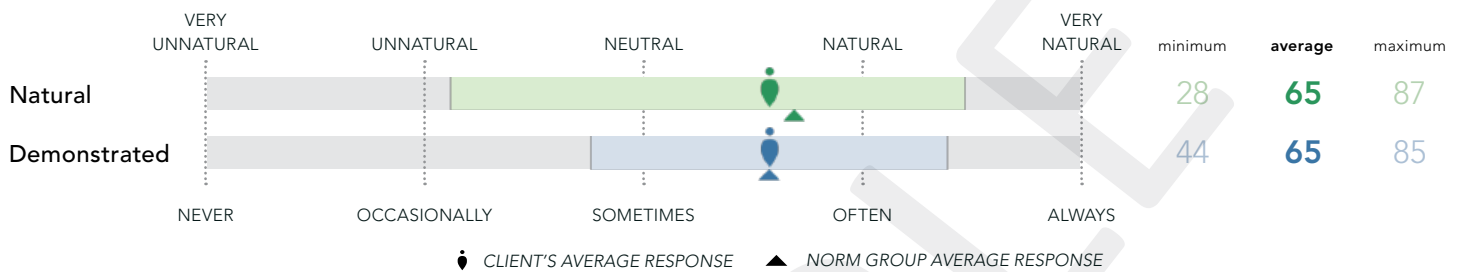 VERY UNNATURAL UNNATURAL NEUTRAL NATURAL VERY NATURAL minimum average maximum
Natural 28 65 87
Demonstrated 44 65 85
NEVER OCCASIONALLY SOMETIMES OFTEN ALWAYS
CLIENT'S AVERAGE RESPONSE NORM GROUP AVERAGE RESPONSE